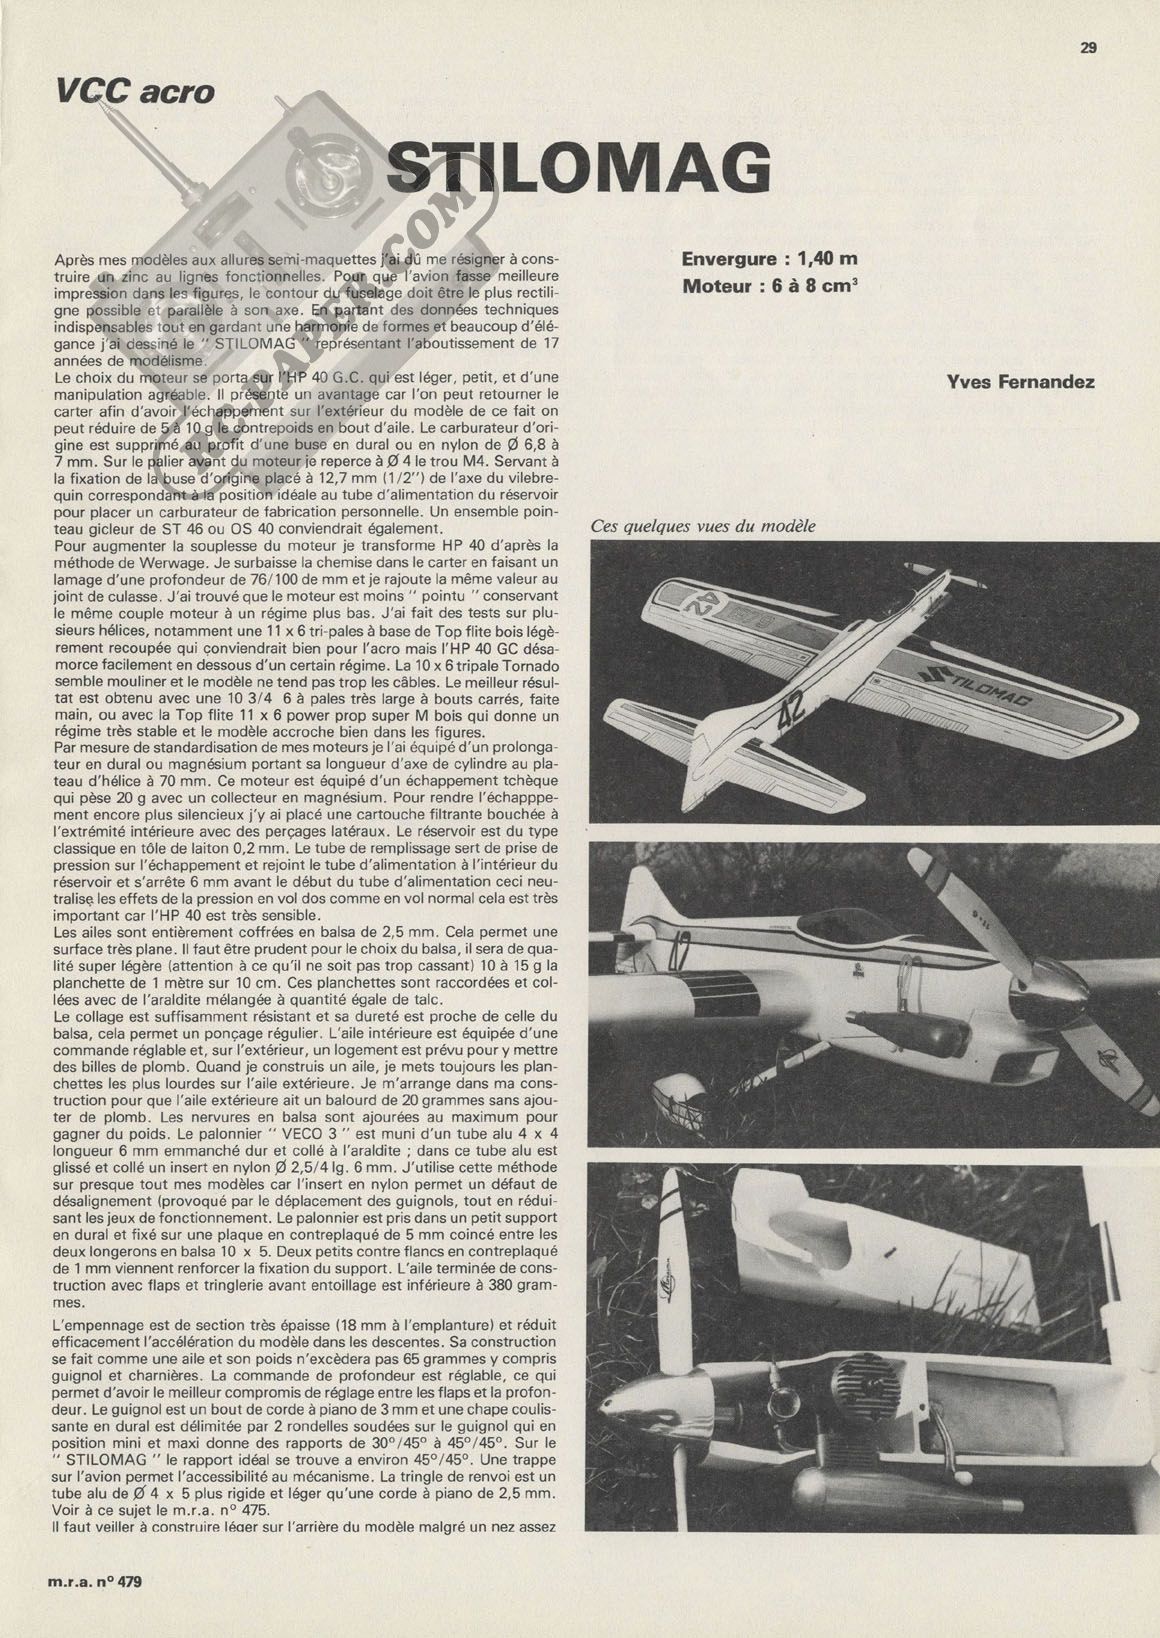 29
VCC acro
STILOMAG
Après mes modèles aux allures semi-maquettes j'ai dû me résigner à cons-
truire un zinc au lignes fonctionnelles. Pour que l'avion fasse meilleure
impression dans les figures, le contour du fuselage doit être le plus rectili-
gne possible et parallèle à son axe. En partant des données techniques
indispensables tout en gardant une harmonie de formes et beaucoup d'élé-
gance j'ai dessiné le " STILOMAG " représentant l'aboutissement de 17
années de modélisme.
Le choix du moteur se porta sur l'HP 40 G.C. qui est léger, petit, et d'une
manipulation agréable. Il présente un avantage car l'on peut retourner le
carter afin d'avoir l'échappement sur l'extérieur du modèle de ce fait on
peut réduire de 5 à 10 g le contrepoids en bout d'aile. Le carburateur d'ori-
gine est supprimé au profit d'une buse en dural ou en nylon de Ø 6,8 à
7 mm. Sur le palier avant du moteur je reperce à Ø 4 le trou M4. Servant à
la fixation de la buse d'origine placé à 12,7 mm (1/2'') de l'axe du vilebre-
quin correspondant à la position idéale au tube d'alimentation du réservoir
pour placer un carburateur de fabrication personnelle. Un ensemble poin-
teau gicleur de ST 46 ou OS 40 conviendrait également.
Pour augmenter la souplesse du moteur je transforme HP 40 d'après la
méthode de Werwage. Je surbaisse la chemise dans le carter en faisant un
lamage d'une profondeur de 76/100 de mm et je rajoute la même valeur au
joint de culasse. J'ai trouvé que le moteur est moins " pointu " conservant
le même couple moteur à un régime plus bas. J'ai fait des tests sur plu-
sieurs hélices, notamment une 11 x 6 tri-pales à base de Top flite bois légè-
rement recoupée qui conviendrait bien pour l'acro mais l'HP 40 GC désa-
morce facilement en dessous d'un certain régime. La 10 x 6 tripale Tornado
semble mouliner et le modèle ne tend pas trop les câbles. Le meilleur résul-
tat est obtenu avec une 10 3/4 6 à pales très large à bouts carrés, faite
main, ou avec la Top flite 11 x 6 power prop super M bois qui donne un
régime très stable et le modèle accroche bien dans les figures.
Par mesure de standardisation de mes moteurs je l'ai équipé d'un prolonga-
teur en dural ou magnésium portant sa longueur d'axe de cylindre au pla-
teau d'hélice à 70 mm. Ce moteur est équipé d'un échappement tchèque
qui pèse 20 g avec un collecteur en magnésium. Pour rendre l'échapppe-
ment encore plus silencieux j'y ai placé une cartouche filtrante bouchée à
l'extrémité intérieure avec des perçages latéraux. Le réservoir est du type
classique en tôle de laiton 0,2 mm. Le tube de remplissage sert de prise de
pression sur l'échappement et rejoint le tube d'alimentation à l'intérieur du
réservoir et s'arrête 6 mm avant le début du tube d'alimentation ceci neu-
tralise les effets de la pression en vol dos comme en vol normal cela est très
important car l'HP 40 est très sensible.
Les ailes sont entièrement coffrées en balsa de 2,5 mm. Cela permet une
surface très plane. Il faut être prudent pour le choix du balsa, il sera de qua-
lité super légère (attention à ce qu'il ne soit pas trop cassant) 10 à 15 g la
planchette de 1 mètre sur 10 cm. Ces planchettes sont raccordées et col-
lées avec de l'araldite mélangée à quantité égale de talc.
Le collage est suffisamment résistant et sa dureté est proche de celle du
balsa, cela permet un ponçage régulier. L'aile intérieure est équipée d'une
commande réglable et, sur l'extérieur, un logement est prévu pour y mettre
des billes de plomb. Quand je construis un aile, je mets toujours les plan-
chettes les plus lourdes sur l'aile extérieure. Je m'arrange dans ma cons-
truction pour que l'aile extérieure ait un balourd de 20 grammes sans ajou-
ter de plomb. Les nervures en balsa sont ajourées au maximum pour
gagner du poids. Le palonnier " VECO 3 " est muni d'un tube alu 4 x 4
longueur 6 mm emmanché dur et collé à l'araldite ; dans ce tube alu est
glissé et collé un insert en nylon Ø 2,5/4 lg. 6 mm. J'utilise cette méthode
sur presque tout mes modèles car l'insert en nylon permet un défaut de
désalignement (provoqué par le déplacement des guignols, tout en rédui-
sant les jeux de fonctionnement. Le palonnier est pris dans un petit support
en dural et fixé sur une plaque en contreplaqué de 5 mm coincé entre les
deux longerons en balsa 10 x 5. Deux petits contre flancs en contreplaqué
de 1 mm viennent renforcer la fixation du support. L'aile terminée de cons-
truction avec flaps et tringlerie avant entoillage est inférieure à 380 gram-
mes.
L'empennage est de section très épaisse (18 mm à l'emplanture) et réduit
efficacement l'accélération du modèle dans les descentes. Sa construction
se fait comme une aile et son poids n'excèdera pas 65 grammes y compris
guignol et charnières. La commande de profondeur est réglable, ce qui
permet d'avoir le meilleur compromis de réglage entre les flaps et la profon-
deur. Le guignol est un bout de corde à piano de 3 mm et une chape coulis-
sante en dural est délimitée par 2 rondelles soudées sur le guignol qui en
position mini et maxi donne des rapports de 30°/45° à 45°/45°. Sur le
" STILOMAG " le rapport idéal se trouve a environ 45°/45°. Une trappe
sur l'avion permet l'accessibilité au mécanisme. La tringle de renvoi est un
tube alu de Ø 4 x 5 plus rigide et léger qu'une corde à piano de 2,5 mm.
Voir à ce sujet le m.r.a. n° 475.
Il faut veiller à construire léger sur l'arrière du modèle malgré un nez assez
Envergure : 1,40 m
Moteur : 6 à 8 cm³
Yves Fernandez
Ces quelques vues du modèle
42
STILOMAG
42
42
11-6
m.r.a. n° 479
RC-PAPER.COM